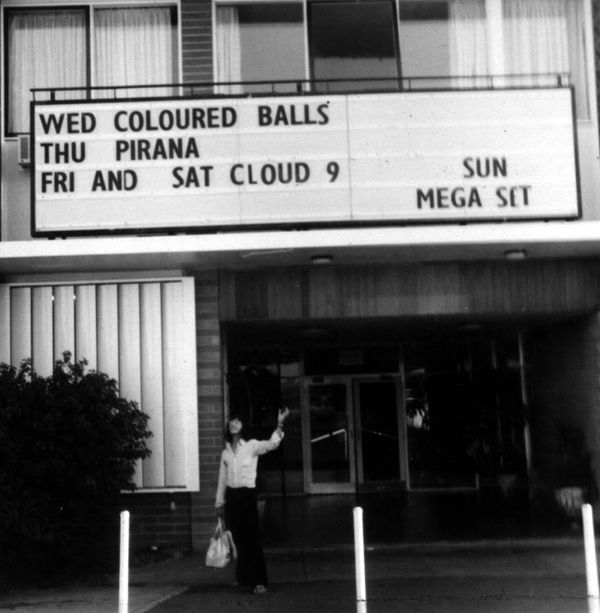 WED COLOURED BALLS
THU PIRANA
FRI AND SAT CLOUD 9
SUN
MEGA SET